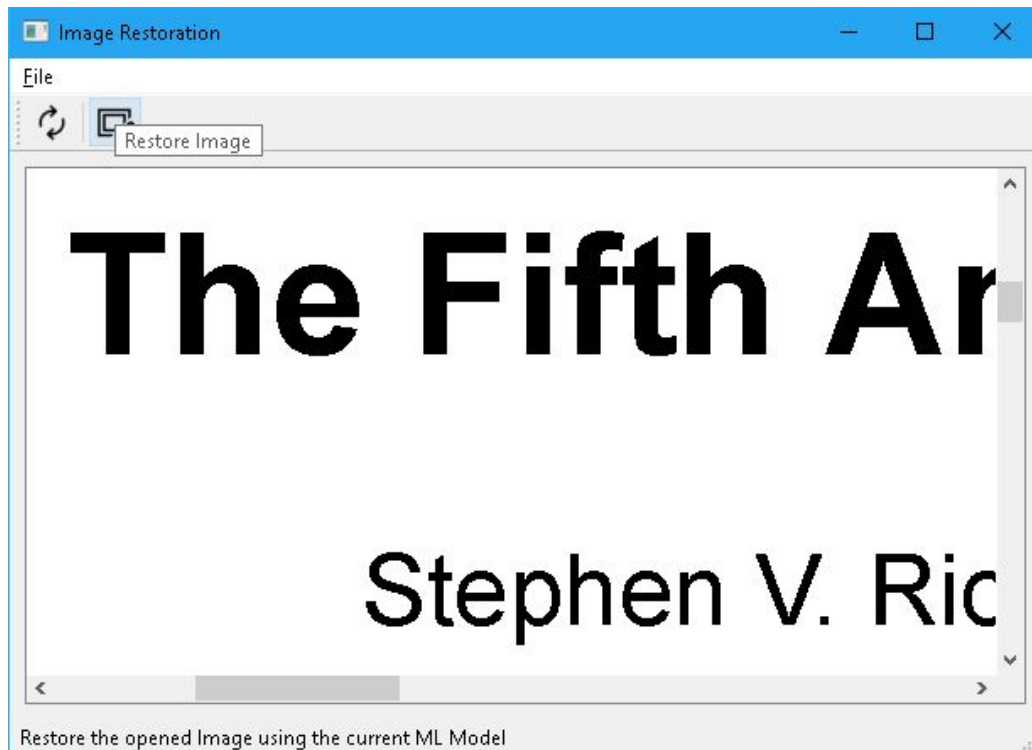 Image Restoration
File
Restore Image
The Fifth Ar
Stephen V. Ric
Restore the opened Image using the current ML Model